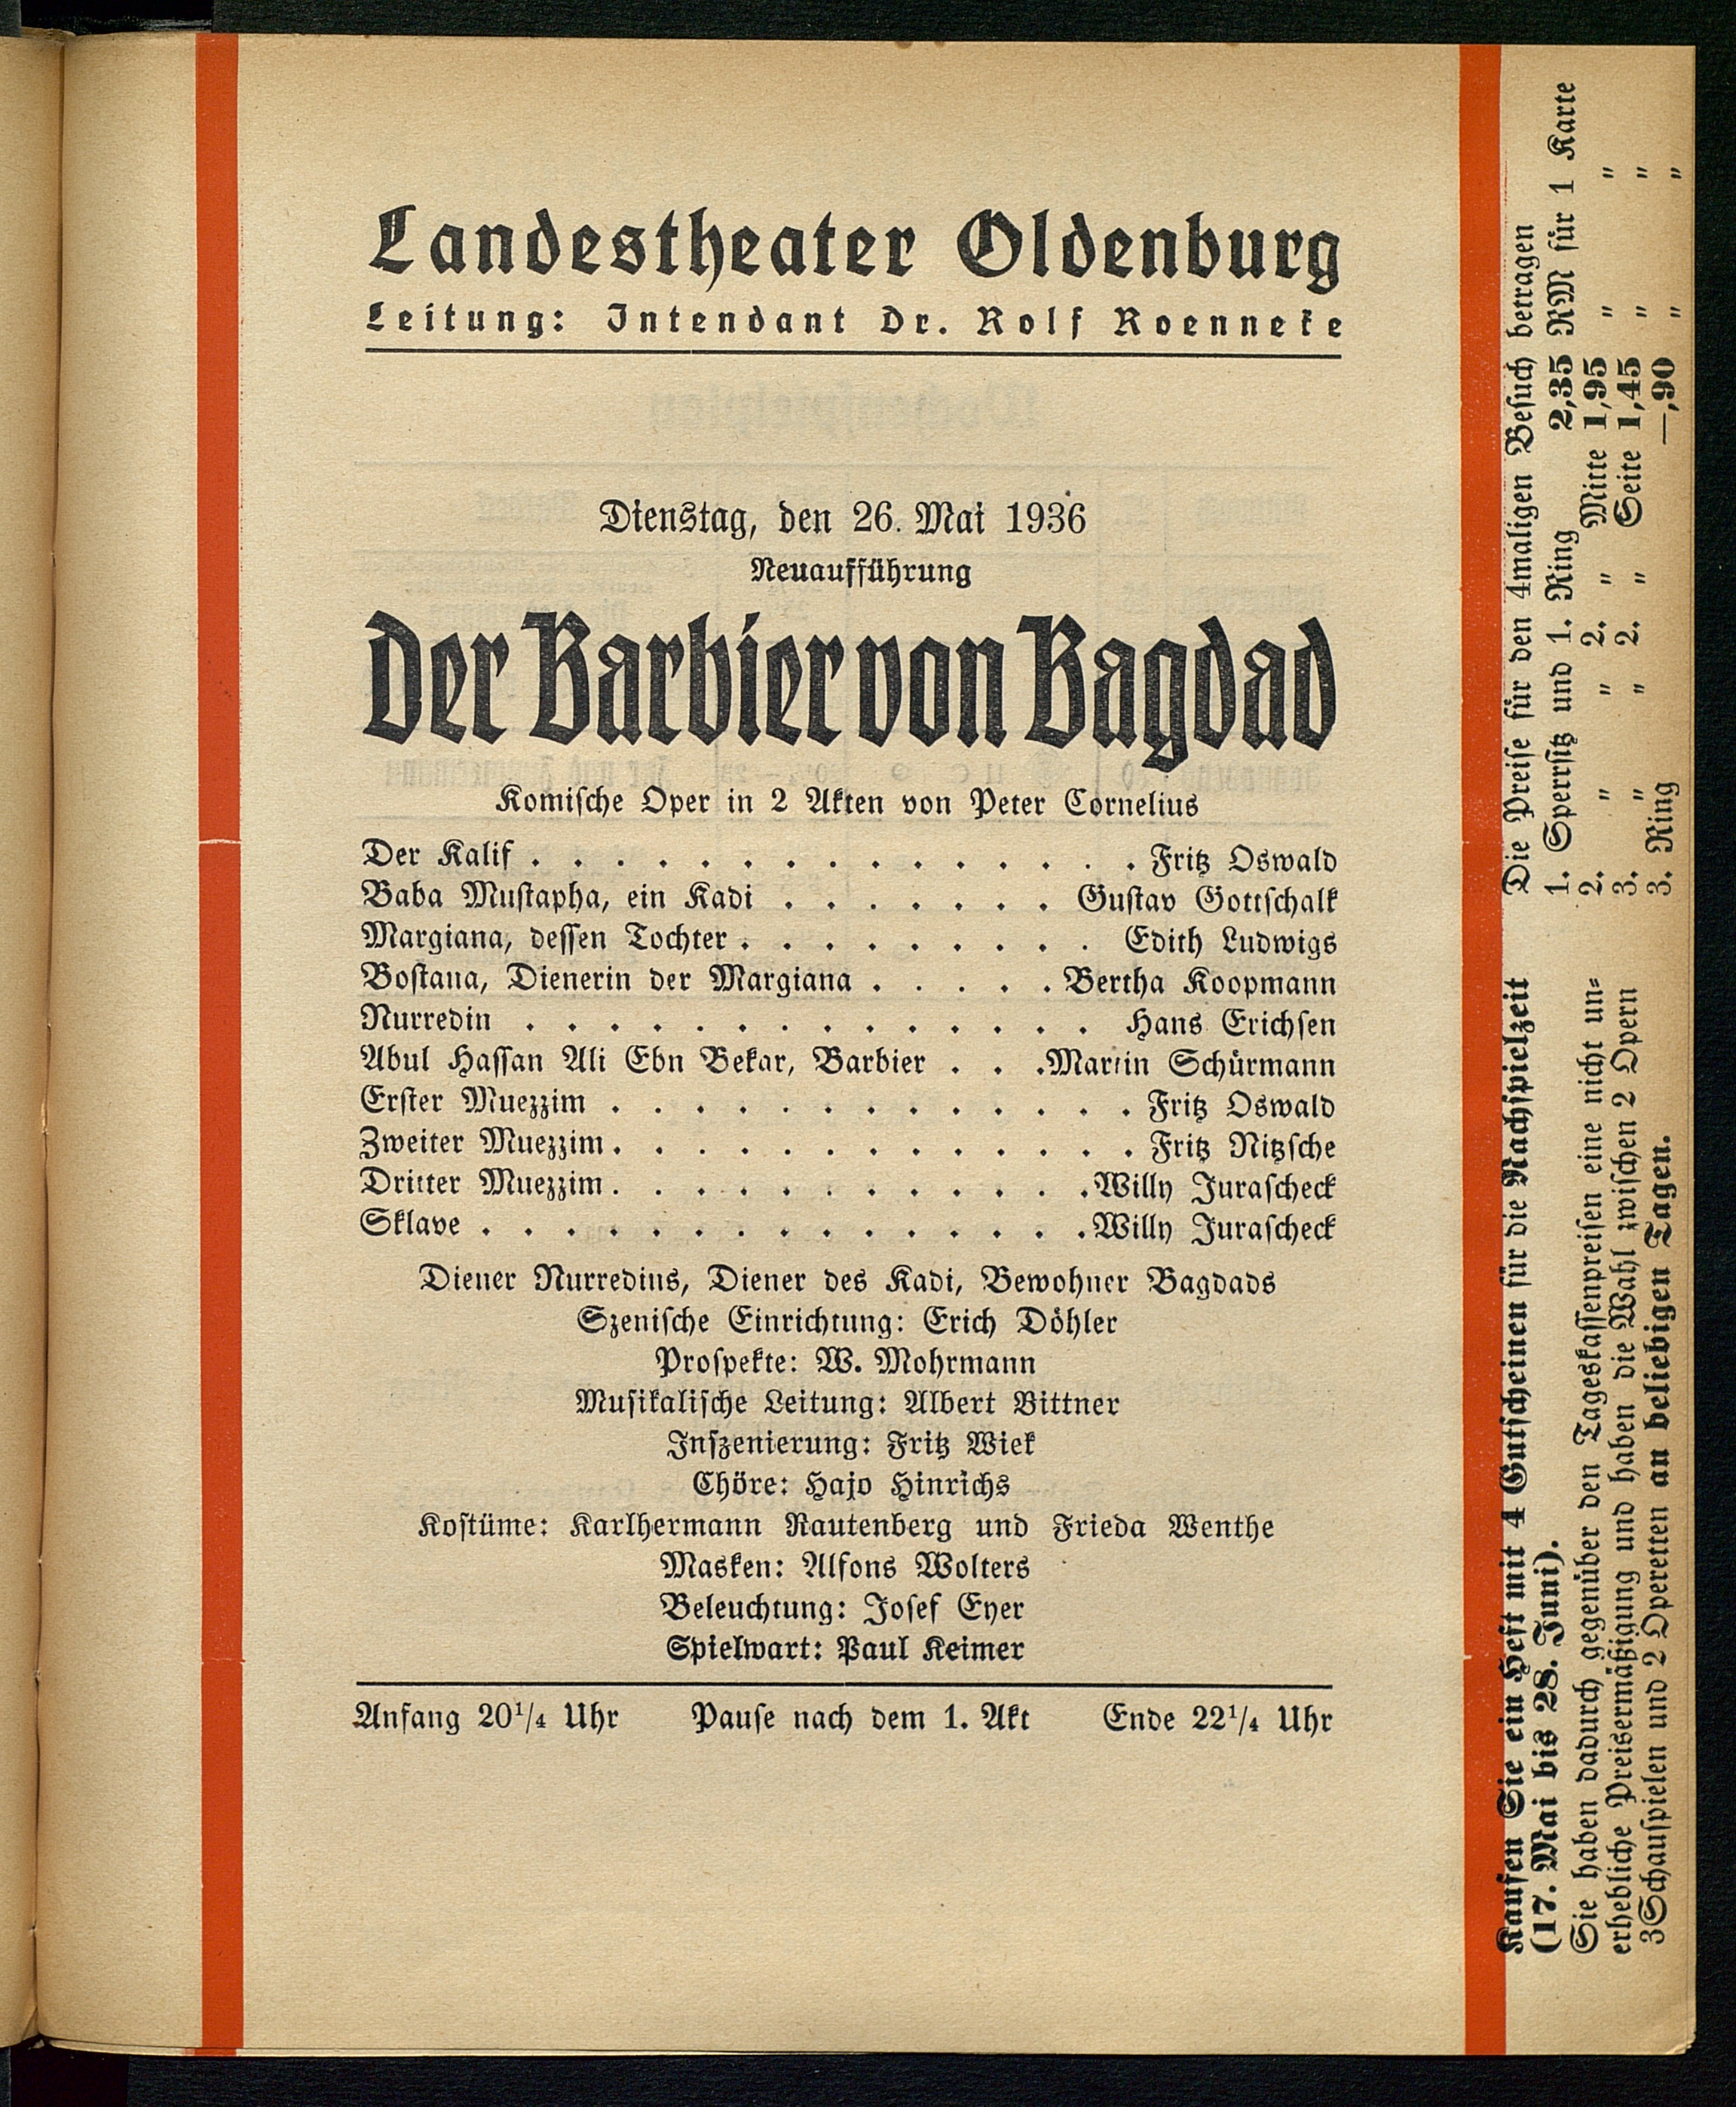 Landestheater Oldenburg
Leitung: Intendant Dr. Rolf Roenneke
Dienstag, den 26. Mai 1936
Neuaufführung
Der Barbier von Bagdad
Komische Oper in 2 Akten von Peter Cornelius
Der Kalif . . . . . . . . . . . . . . . Fritz Oswald
Baba Mustapha, ein Kadi . . . . . . . Gustav Gottschalk
Margiana, dessen Tochter . . . . . . . . . Edith Ludwigs
Bostana, Dienerin der Margiana . . . . . Bertha Koopmann
Nurredin . . . . . . . . . . . . . . Hans Erichsen
Abul Hassan Ali Ebn Bekar, Barbier . . . Martin Schürmann
Erster Muezzim . . . . . . . . . . . . . Fritz Oswald
Zweiter Muezzim . . . . . . . . . . . . . Fritz Nitzsche
Dritter Muezzim . . . . . . . . . . . . Willy Jurascheck
Sklave . . . . . . . . . . . . . . . Willy Jurascheck
Diener Nurredins, Diener des Kadi, Bewohner Bagdads
Szenische Einrichtung: Erich Döhler
Prospekte: W. Mohrmann
Musikalische Leitung: Albert Bittner
Inszenierung: Fritz Wiek
Chöre: Hajo Hinrichs
Kostüme: Karlhermann Rautenberg und Frieda Wenthe
Masken: Alfons Wolters
Beleuchtung: Josef Eyer
Spielwart: Paul Keimer
Anfang 20¹/₄ Uhr Pause nach dem 1. Akt Ende 22¹/₄ Uhr
Kaufen Sie ein Heft mit 4 Gutscheinen für die Nachspielzeit
(17. Mai bis 28. Juni).
Sie haben dadurch gegenüber den Tageskassenpreisen eine nicht un-
erhebliche Preisermäßigung und haben die Wahl zwischen 2 Opern
3 Schauspielen und 2 Operetten an beliebigen Tagen.
Die Preise für den 4maligen Besuch betragen
1. Sperrsitz und 1. Ring 2,35 RM für 1 Karte
2. " " 2. " Mitte 1,95 " " "
3. " " 2. " Seite 1,45 " " "
3. Ring —,90 " "